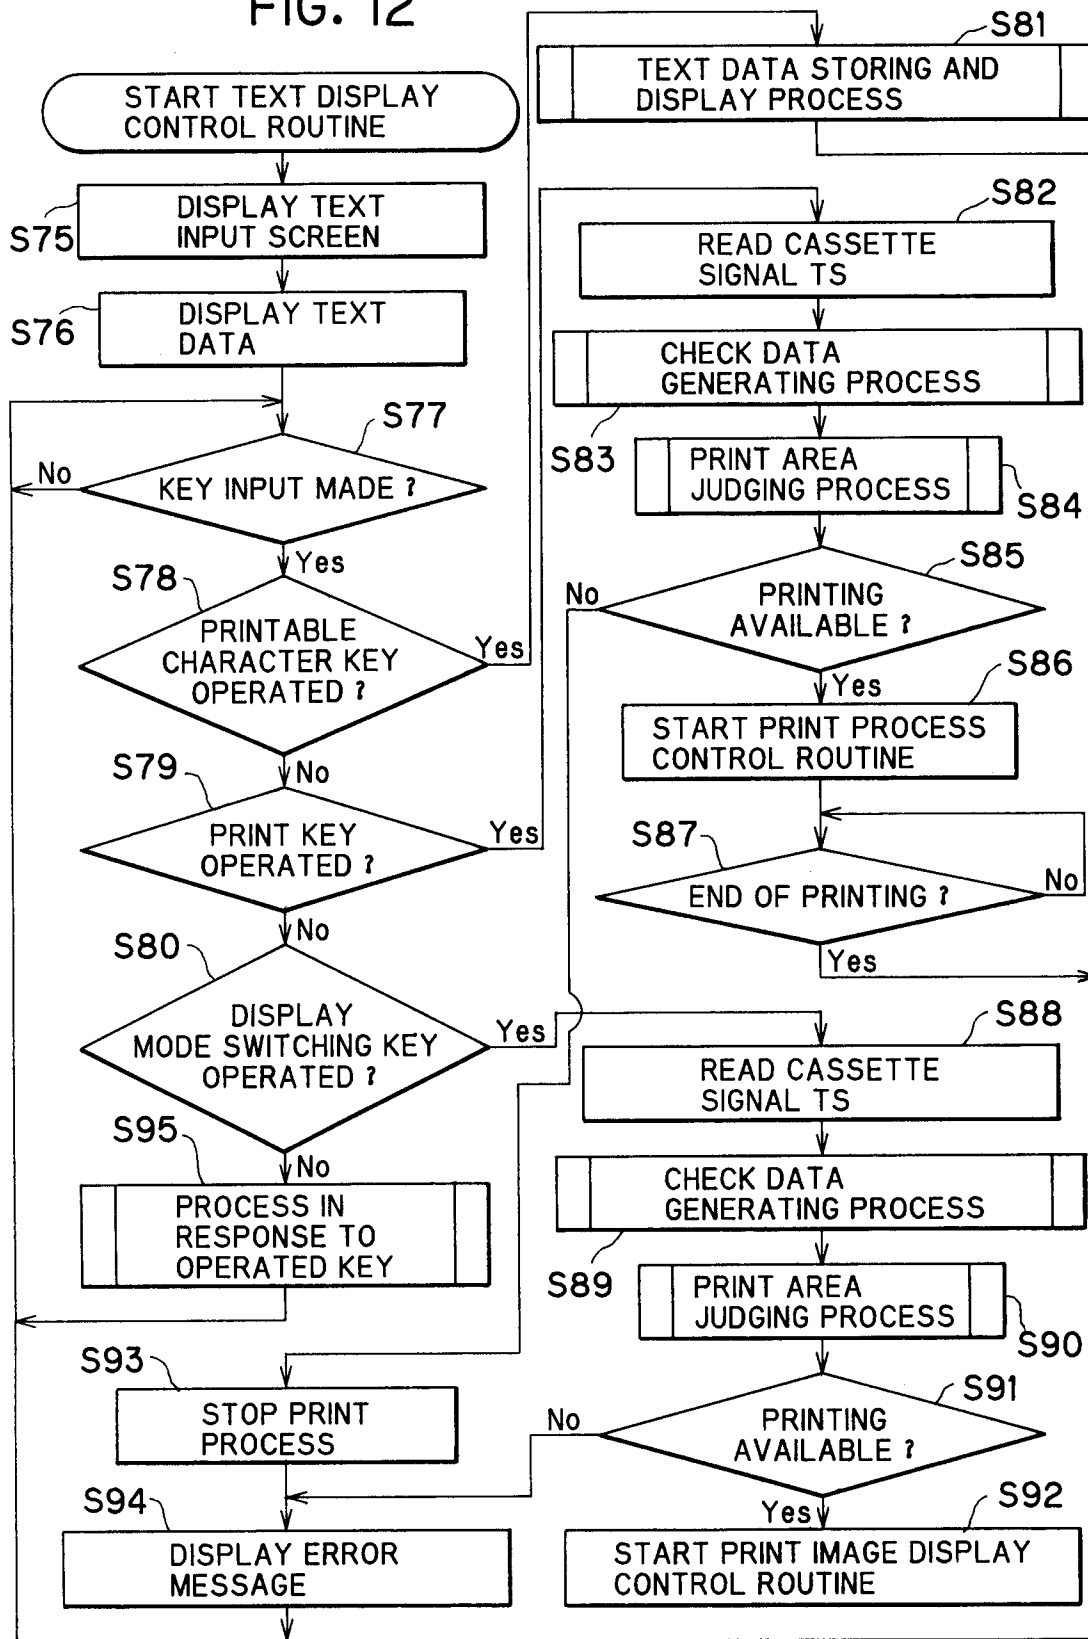 FIG. 12
START TEXT DISPLAY
CONTROL ROUTINE
S75
DISPLAY TEXT
INPUT SCREEN
S76
DISPLAY TEXT
DATA
S77
KEY INPUT MADE ?
No
Yes
S78
PRINTABLE
CHARACTER KEY
OPERATED ?
Yes
No
S79
PRINT KEY
OPERATED ?
Yes
No
S80
DISPLAY
MODE SWITCHING KEY
OPERATED ?
Yes
No
S95
PROCESS IN
RESPONSE TO
OPERATED KEY
S93
STOP PRINT
PROCESS
S94
DISPLAY ERROR
MESSAGE
S81
TEXT DATA STORING AND
DISPLAY PROCESS
S82
READ CASSETTE
SIGNAL TS
CHECK DATA
GENERATING PROCESS
S83
PRINT AREA
JUDGING PROCESS
S84
S85
No
PRINTING
AVAILABLE ?
Yes
S86
START PRINT PROCESS
CONTROL ROUTINE
S87
END OF PRINTING ?
No
Yes
S88
READ CASSETTE
SIGNAL TS
CHECK DATA
GENERATING PROCESS
S89
PRINT AREA
JUDGING PROCESS
S90
S91
No
PRINTING
AVAILABLE ?
Yes
S92
START PRINT IMAGE DISPLAY
CONTROL ROUTINE